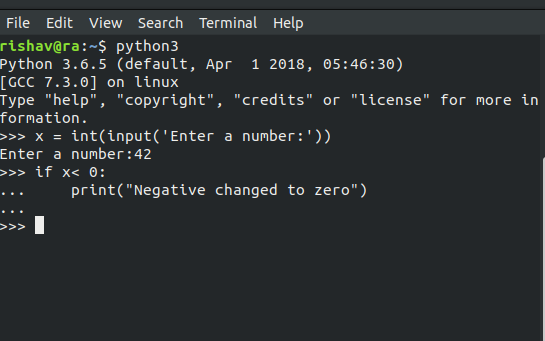 File Edit View Search Terminal Help
rishav@ra:~$ python3
Python 3.6.5 (default, Apr  1 2018, 05:46:30)
[GCC 7.3.0] on linux
Type "help", "copyright", "credits" or "license" for more in
formation.
>>> x = int(input('Enter a number:'))
Enter a number:42
>>> if x< 0:
...     print("Negative changed to zero")
...
>>>